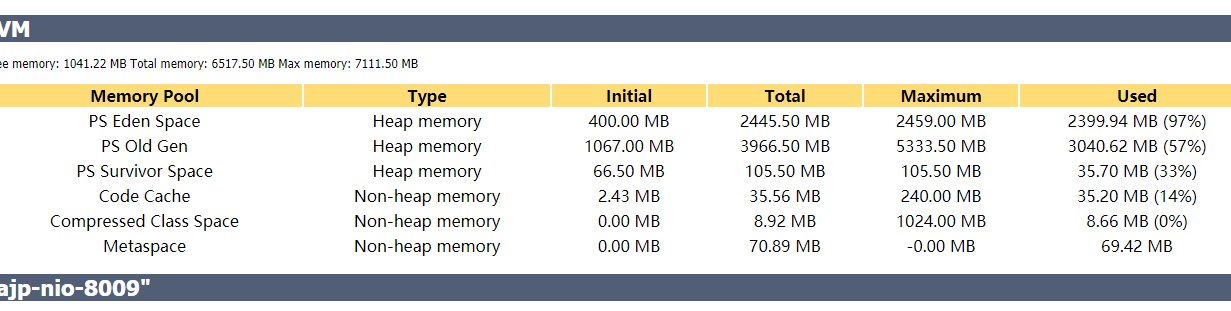 VM
ee memory: 1041.22 MB Total memory: 6517.50 MB Max memory: 7111.50 MB
Memory Pool Type Initial Total Maximum Used
PS Eden Space Heap memory 400.00 MB 2445.50 MB 2459.00 MB 2399.94 MB (97%)
PS Old Gen Heap memory 1067.00 MB 3966.50 MB 5333.50 MB 3040.62 MB (57%)
PS Survivor Space Heap memory 66.50 MB 105.50 MB 105.50 MB 35.70 MB (33%)
Code Cache Non-heap memory 2.43 MB 35.56 MB 240.00 MB 35.20 MB (14%)
Compressed Class Space Non-heap memory 0.00 MB 8.92 MB 1024.00 MB 8.66 MB (0%)
Metaspace Non-heap memory 0.00 MB 70.89 MB -0.00 MB 69.42 MB
ajp-nio-8009"